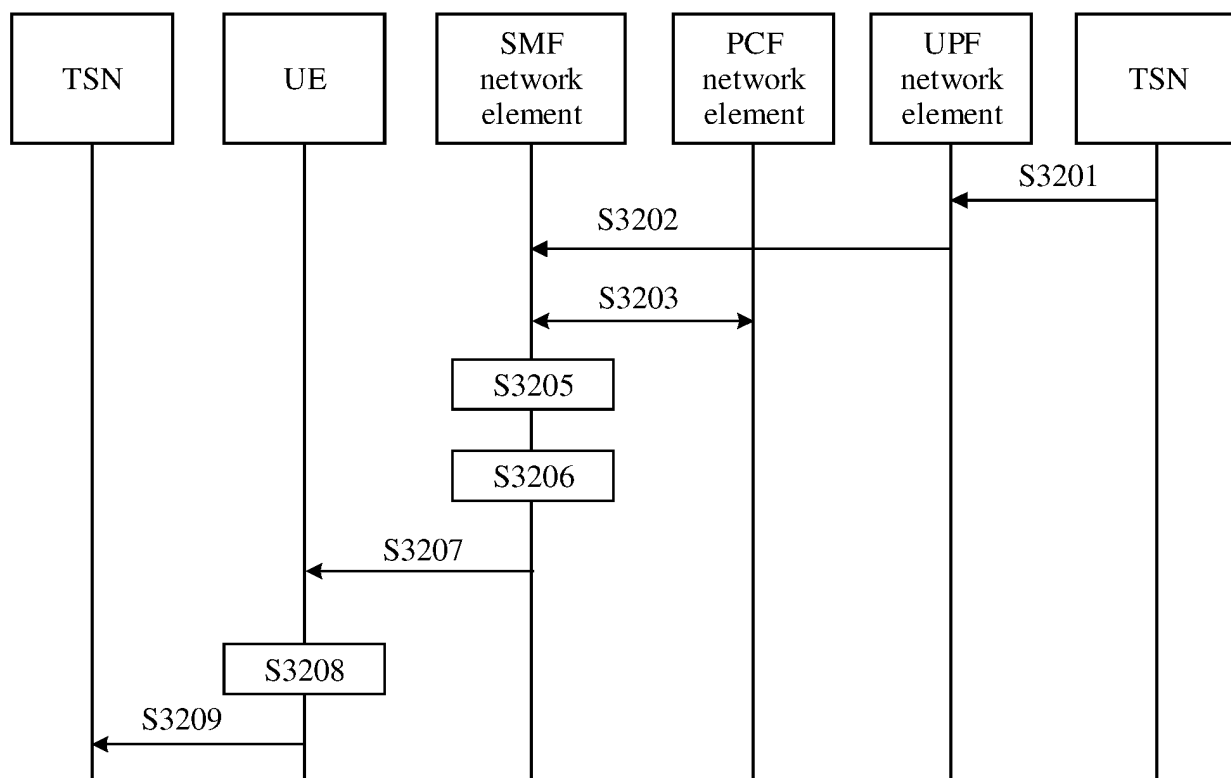 TSN
UE
SMF
network
element
PCF
network
element
UPF
network
element
TSN
S3201
S3202
S3203
S3205
S3206
S3207
S3208
S3209